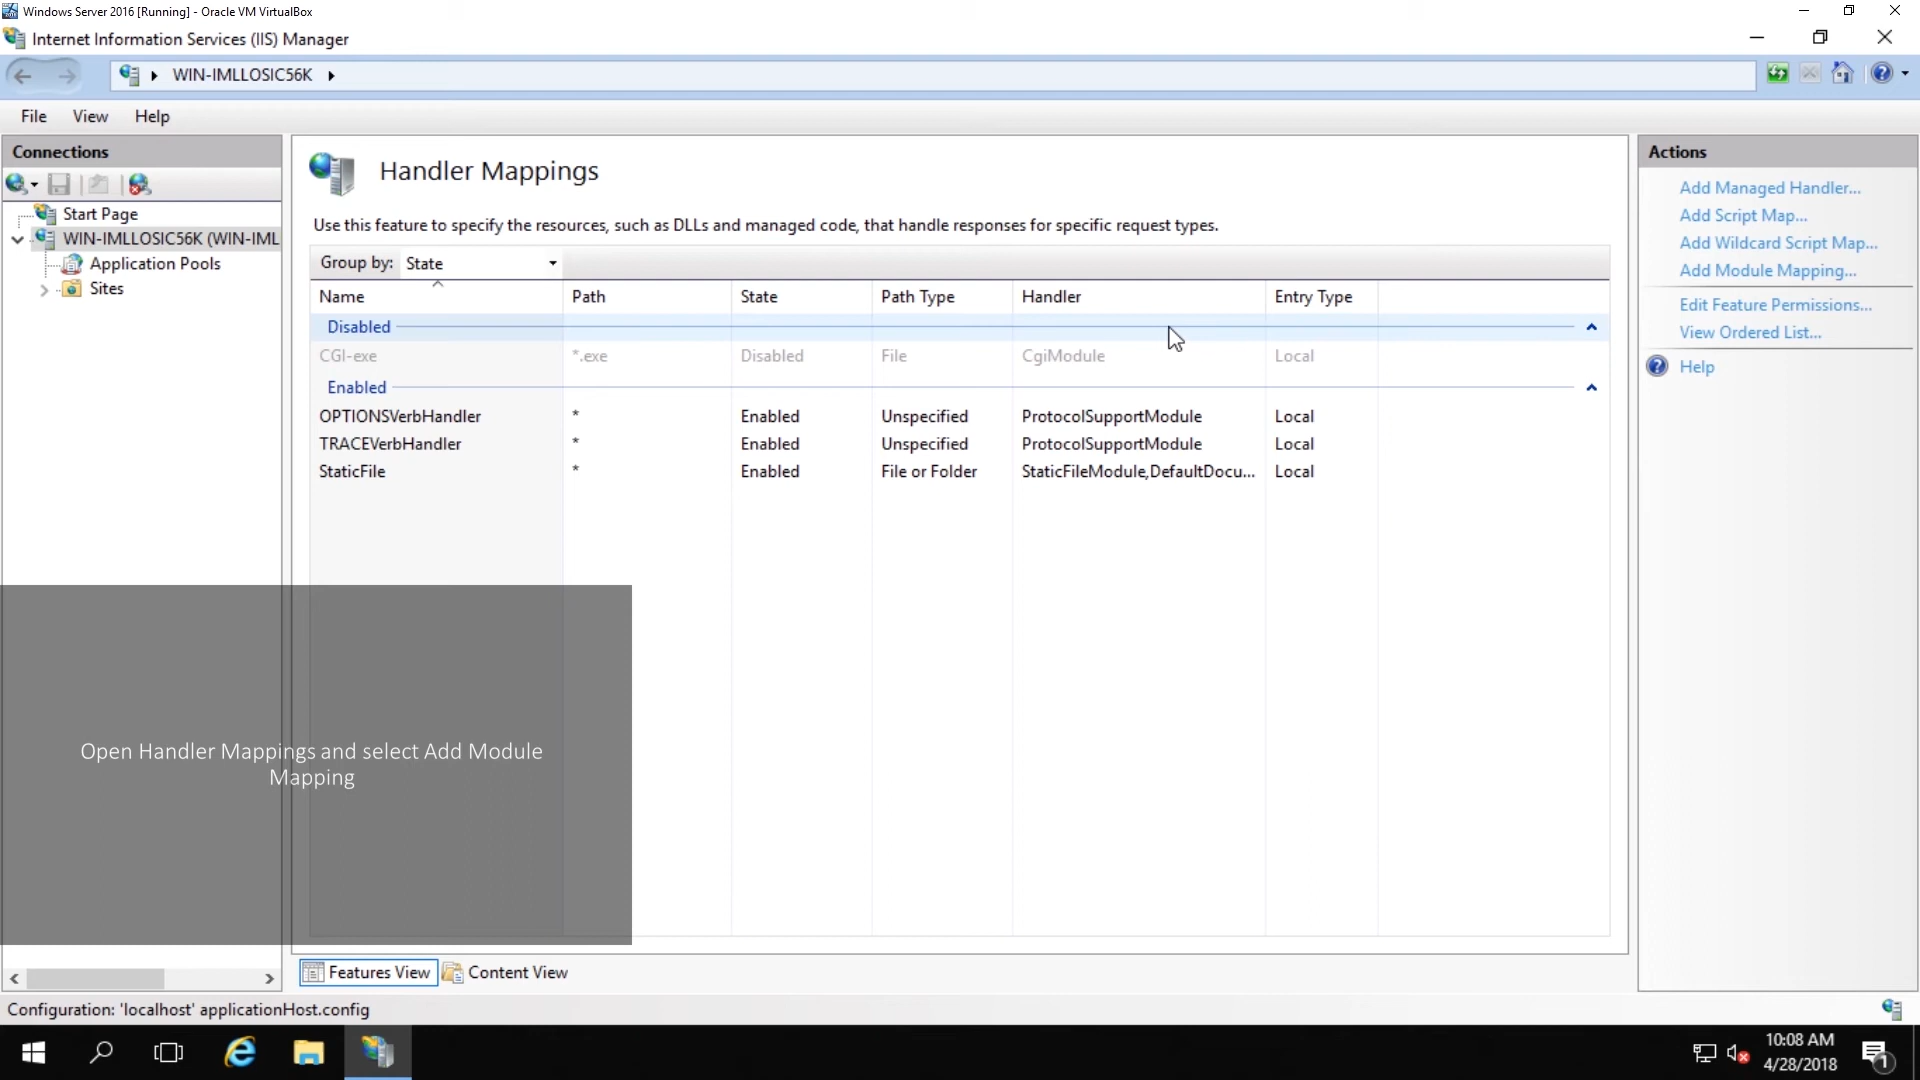 Windows Server 2016 [Running] - Oracle VM VirtualBox
Internet Information Services (IIS) Manager
WIN-IMLLOSIC56K
File View Help
Connections
Start Page
WIN-IMLLOSIC56K (WIN-IML
Application Pools
Sites
Handler Mappings
Use this feature to specify the resources, such as DLLs and managed code, that handle responses for specific request types.
Group by: State
Name Path State Path Type Handler Entry Type
Disabled
CGI-exe *.exe Disabled File CgiModule Local
Enabled
OPTIONSVerbHandler * Enabled Unspecified ProtocolSupportModule Local
TRACEVerbHandler * Enabled Unspecified ProtocolSupportModule Local
StaticFile * Enabled File or Folder StaticFileModule,DefaultDocu... Local
Actions
Add Managed Handler...
Add Script Map...
Add Wildcard Script Map...
Add Module Mapping...
Edit Feature Permissions...
View Ordered List...
Help
Open Handler Mappings and select Add Module
Mapping
Features View Content View
Configuration: 'localhost' applicationHost.config
10:08 AM
4/28/2018
1